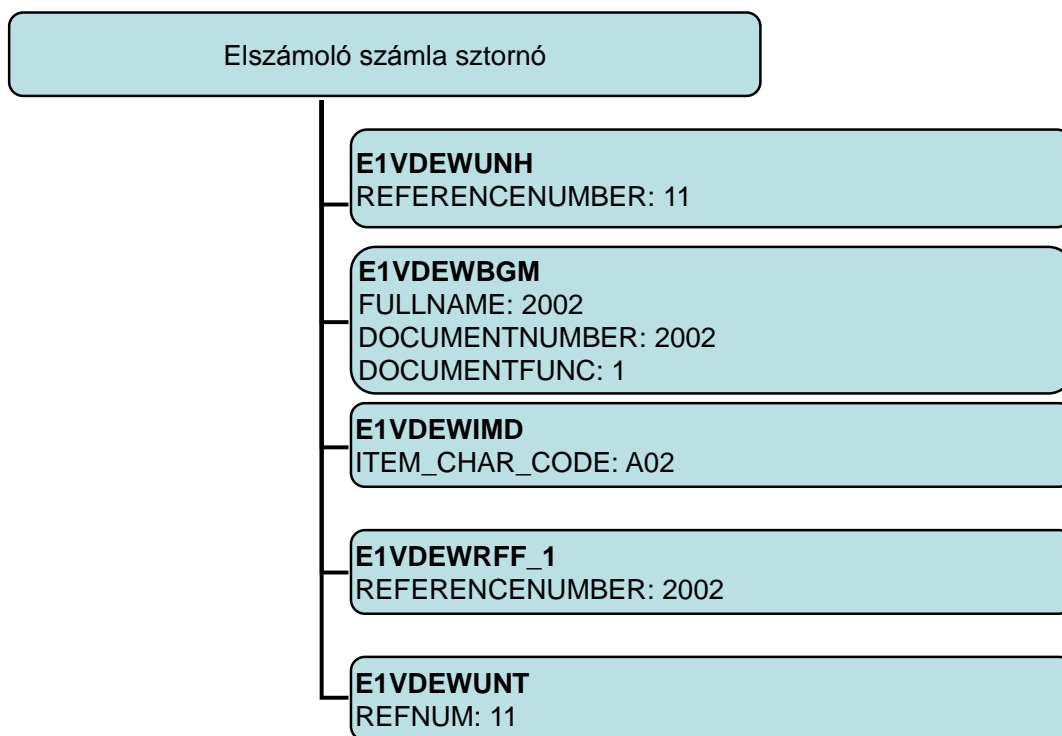 Elszámoló számla sztornó
E1VDEWUNH
REFERENCENUMBER: 11
E1VDEWBGM
FULLNAME: 2002
DOCUMENTNUMBER: 2002
DOCUMENTFUNC: 1
E1VDEWIMD
ITEM_CHAR_CODE: A02
E1VDEWRFF_1
REFERENCENUMBER: 2002
E1VDEWUNT
REFNUM: 11